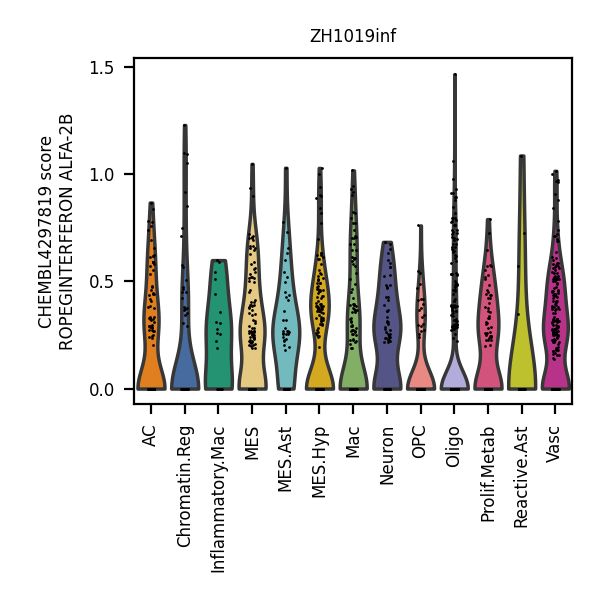 ZH1019inf
CHEMBL4297819 score
ROPEGINTERFERON ALFA-2B
1.5
1.0
0.5
0.0
AC
Chromatin.Reg
Inflammatory.Mac
MES
MES.Ast
MES.Hyp
Mac
Neuron
OPC
Oligo
Prolif.Metab
Reactive.Ast
Vasc